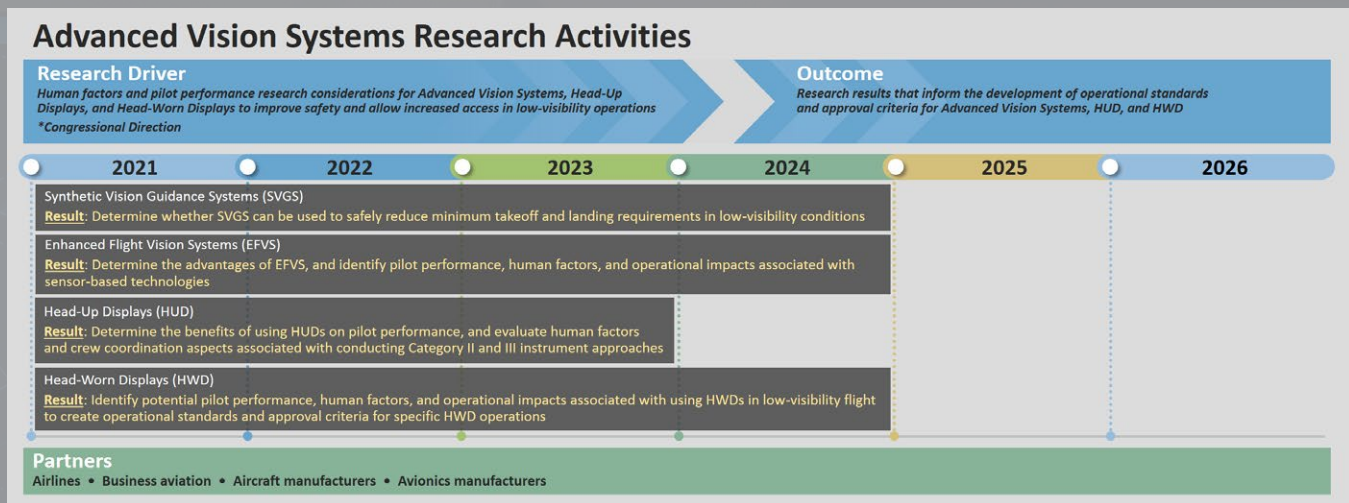 Advanced Vision Systems Research Activities
Research Driver
Human factors and pilot performance research considerations for Advanced Vision Systems, Head-Up
Displays, and Head-Worn Displays to improve safety and allow increased access in low-visibility operations
*Congressional Direction
Outcome
Research results that inform the development of operational standards
and approval criteria for Advanced Vision Systems, HUD, and HWD
2021 2022 2023 2024 2025 2026
Synthetic Vision Guidance Systems (SVGS)
Result: Determine whether SVGS can be used to safely reduce minimum takeoff and landing requirements in low-visibility conditions
Enhanced Flight Vision Systems (EFVS)
Result: Determine the advantages of EFVS, and identify pilot performance, human factors, and operational impacts associated with
sensor-based technologies
Head-Up Displays (HUD)
Result: Determine the benefits of using HUDs on pilot performance, and evaluate human factors
and crew coordination aspects associated with conducting Category II and III instrument approaches
Head-Worn Displays (HWD)
Result: Identify potential pilot performance, human factors, and operational impacts associated with using HWDs in low-visibility flight
to create operational standards and approval criteria for specific HWD operations
Partners
Airlines • Business aviation • Aircraft manufacturers • Avionics manufacturers